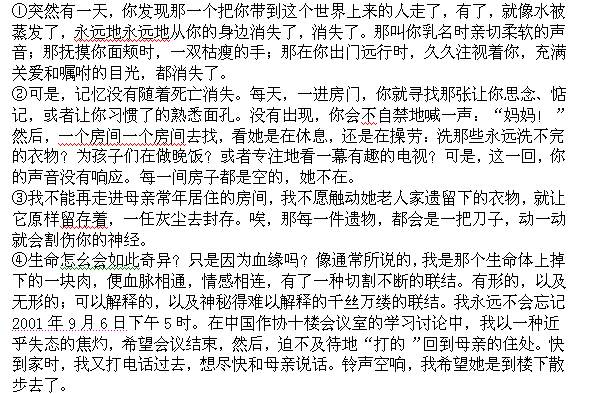 ①突然有一天，你发现那一个把你带到这个世界上来的人走了，有了，就像水被
蒸发了，永远地永远地从你的身边消失了，消失了。那叫你乳名时亲切柔软的声
音；那抚摸你面颊时，一双枯瘦的手；那在你出门远行时，久久注视着你，充满
关爱和嘱咐的目光，都消失了。
②可是，记忆没有随着死亡消失。每天，一进房门，你就寻找那张让你思念、惦
记，或者让你习惯了的熟悉面孔。没有出现，你会不自禁地喊一声：“妈妈！”
然后，一个房间一个房间去找，看她是在休息，还是在操劳：洗那些永远洗不完
的衣物？为孩子们在做晚饭？或者专注地看一幕有趣的电视？可是，这一回，你
的声音没有响应。每一间房子都是空的，她不在。
③我不能再走进母亲常年居住的房间，我不愿触动她老人家遗留下的衣物，就让
它原样留存着，一任灰尘去封存。唉，那每一件遗物，都会是一把刀子，动一动
就会割伤你的神经。
④生命怎么会如此奇异？只是因为血缘吗？像通常所说的，我是那个生命体上掉
下的一块肉，便血脉相通，情感相连，有了一种切割不断的联结。有形的，以及
无形的；可以解释的，以及神秘得难以解释的千丝万缕的联结。我永远不会忘记
2001年9月6日下午5时。在中国作协十楼会议室的学习讨论中，我以一种近
乎失态的焦灼，希望会议结束，然后，迫不及待地“打的”回到母亲的住处。快
到家时，我又打电话过去，想尽快和母亲说话。铃声空响，我希望她是到楼下散
步去了。